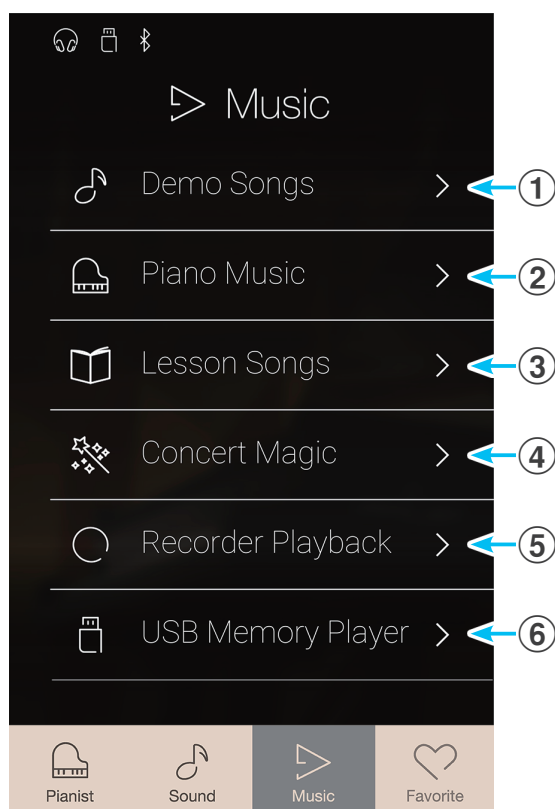 Music
Demo Songs
1
Piano Music
2
Lesson Songs
3
Concert Magic
4
Recorder Playback
5
USB Memory Player
6
Pianist
Sound
Music
Favorite